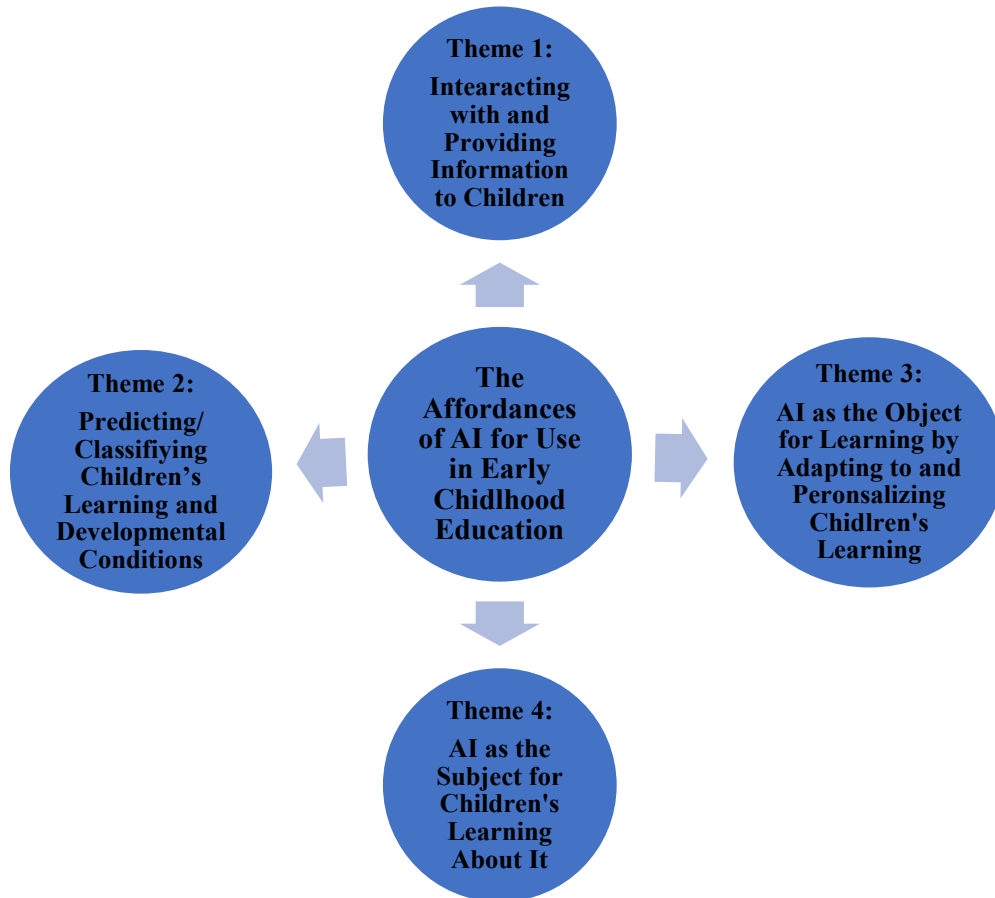 Theme 1:
Intearacting
with and
Providing
Information
to Children
Theme 2:
Predicting/
Classifiying
Children’s
Learning and
Developmental
Conditions
The
Affordances
of AI for Use
in Early
Chidlhood
Education
Theme 3:
AI as the Object
for Learning by
Adapting to and
Peronsalizing
Chidlren's
Learning
Theme 4:
AI as the
Subject for
Children's
Learning
About It